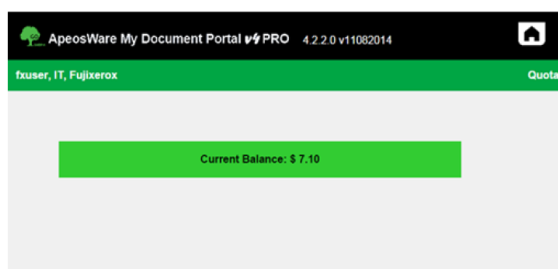 ApeosWare My Document Portal v4 PRO 4.2.2.0 v11082014
fxuser, IT, Fujixerox Quota
Current Balance: $ 7.10